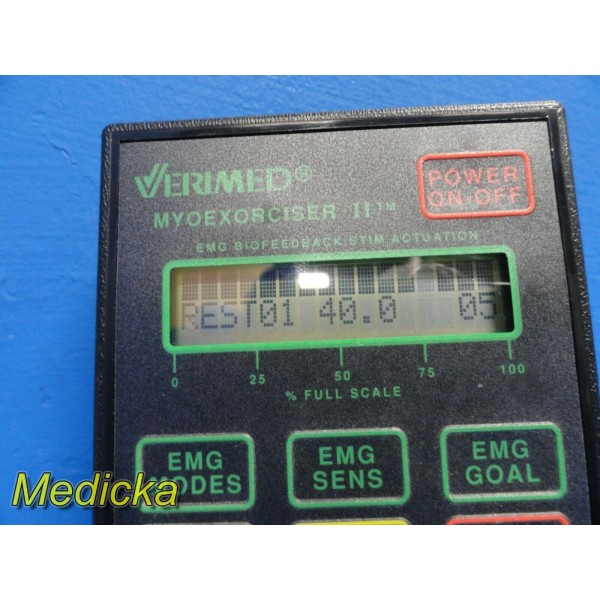 VERIMED®
MYOEXORCISER II™
POWER
ON-OFF
EMG BIOFEEDBACK, STIM ACTUATION
REST01 40.0 05
0 25 50 75 100
% FULL SCALE
EMG
MODES
EMG
SENS
EMG
GOAL
Medicka